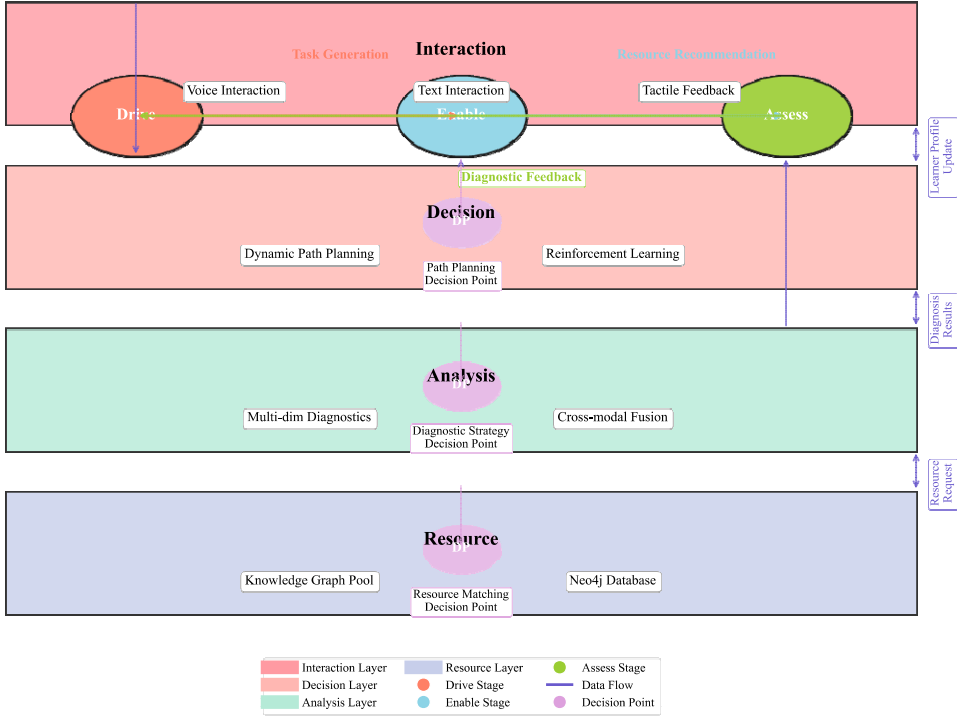 Interaction
Task Generation
Resource Recommendation
Voice Interaction
Text Interaction
Tactile Feedback
Drive
Enable
Assess
Learner Profile
Update
Diagnostic Feedback
Decision
DP
Dynamic Path Planning
Reinforcement Learning
Path Planning
Decision Point
Diagnosis
Results
Analysis
DP
Multi-dim Diagnostics
Cross-modal Fusion
Diagnostic Strategy
Decision Point
Resource
Request
Resource
DP
Knowledge Graph Pool
Neo4j Database
Resource Matching
Decision Point
Interaction Layer
Resource Layer
Assess Stage
Decision Layer
Drive Stage
Data Flow
Analysis Layer
Enable Stage
Decision Point